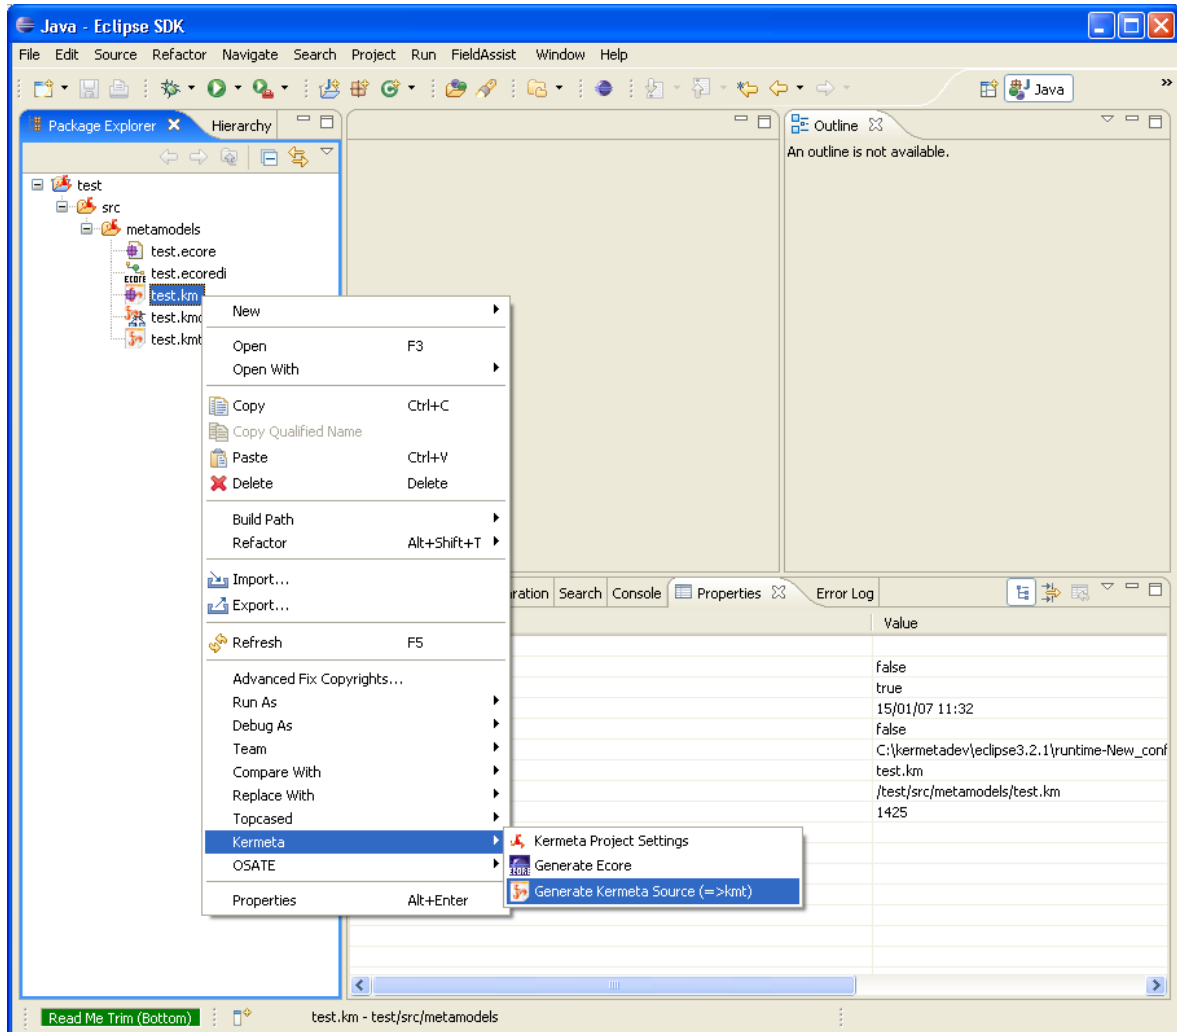 Java - Eclipse SDK
File Edit Source Refactor Navigate Search Project Run FieldAssist Window Help
Java
»
Package Explorer
Hierarchy
Outline
An outline is not available.
test
src
metamodels
test.ecore
ECORE
test.ecoredi
test.km
test.kmt
New
Open F3
Open With
Copy Ctrl+C
Copy Qualified Name
Paste Ctrl+V
Delete Delete
Build Path
Refactor Alt+Shift+T
Import...
Export...
Refresh F5
Advanced Fix Copyrights...
Run As
Debug As
Team
Compare With
Replace With
Topcased
Kermeta
OSATE
Properties Alt+Enter
Kermeta Project Settings
ECORE
Generate Ecore
Generate Kermeta Source (=>kmt)
Search Console Properties Error Log
Value
false
true
15/01/07 11:32
false
C:\kermetadev\eclipse3.2.1\runtime-New_conf
test.km
/test/src/metamodels/test.km
1425
Read Me Trim (Bottom)
test.km - test/src/metamodels